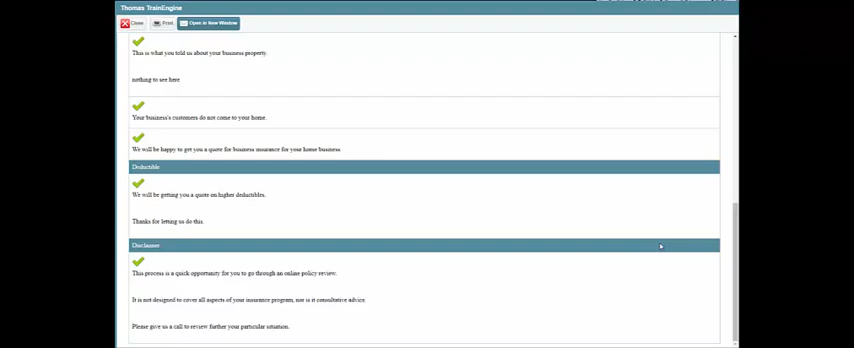 Thomas TrainEngine
Close Print Open in New Window
This is what you told us about your business property.
nothing to see here
Your business's customers do not come to your home.
We will be happy to get you a quote for business insurance for your home business
Deductible
We will be getting you a quote on higher deductibles.
Thanks for letting us do this.
Disclaimer
This process is a quick opportunity for you to go through an online policy review.
It is not designed to cover all aspects of your insurance program, nor is it consultative advice
Please give us a call to review further your particular situation.